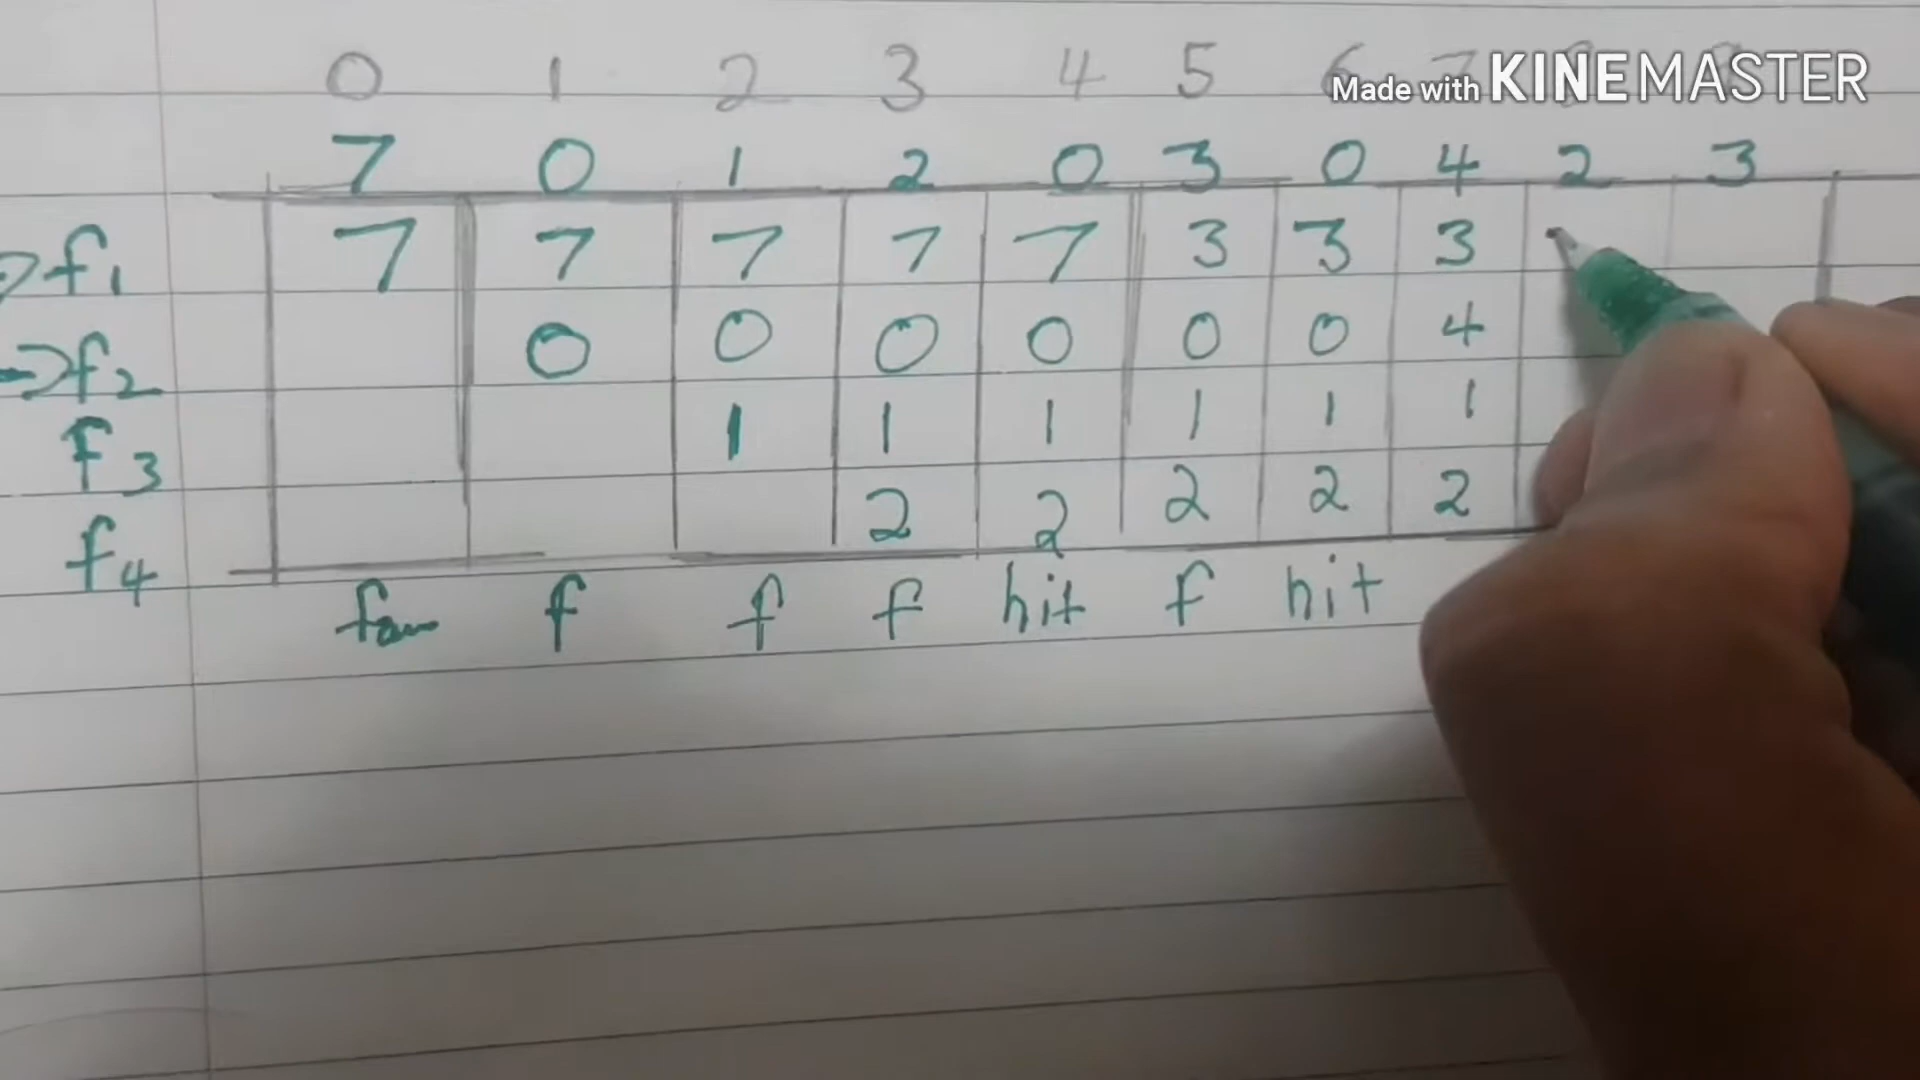 Made with KINEMASTER
0 1 2 3 4 5 6 7
7 0 1 2 0 3 0 4 2 3
f1 7 7 7 7 7 3 3 3
→f2 0 0 0 0 0 0 4
f3 1 1 1 1 1 1
f4 2 2 2 2 2
f f f hit f hit